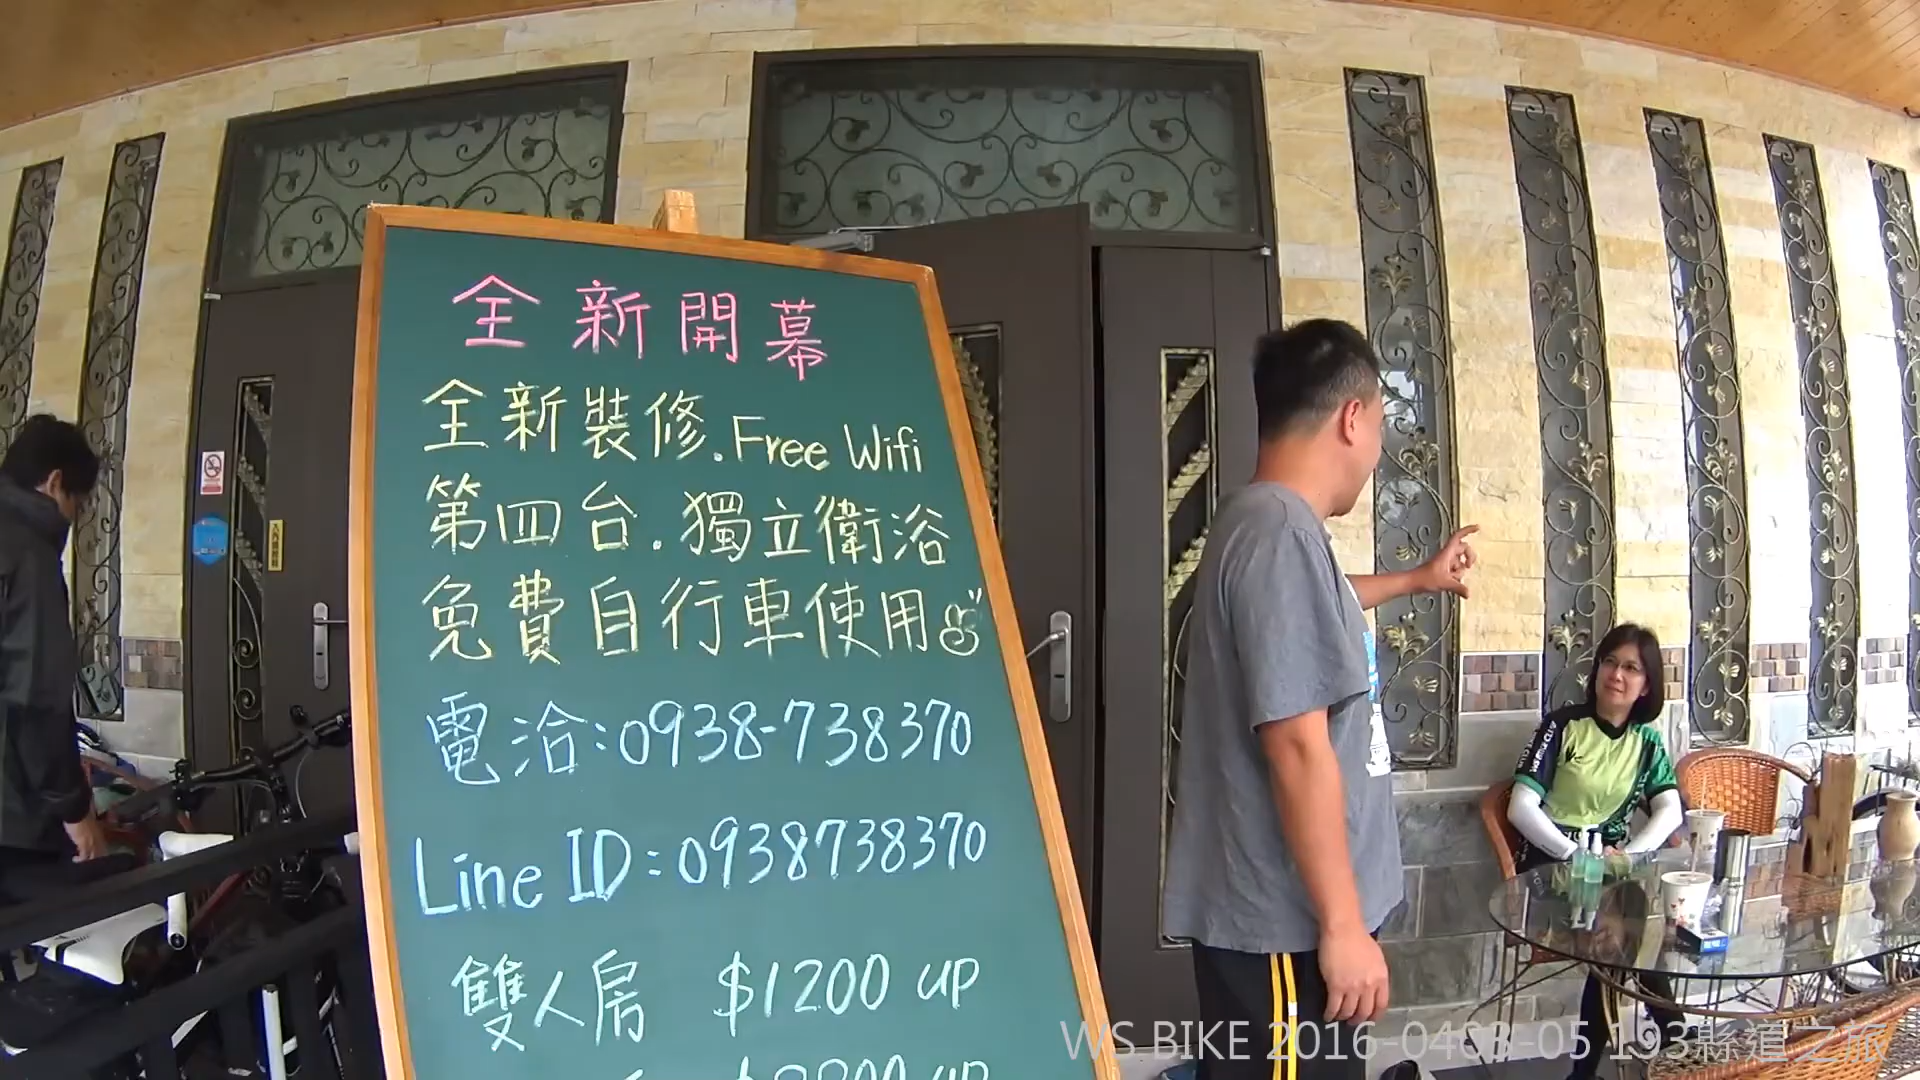 全新開幕
全新裝修.Free Wifi
第四台.獨立衛浴
免費自行車使用
電洽:0938-738370
Line ID:0938738370
雙人房 $1200 up
WS BIKE 2016-0403-05 193縣道之旅